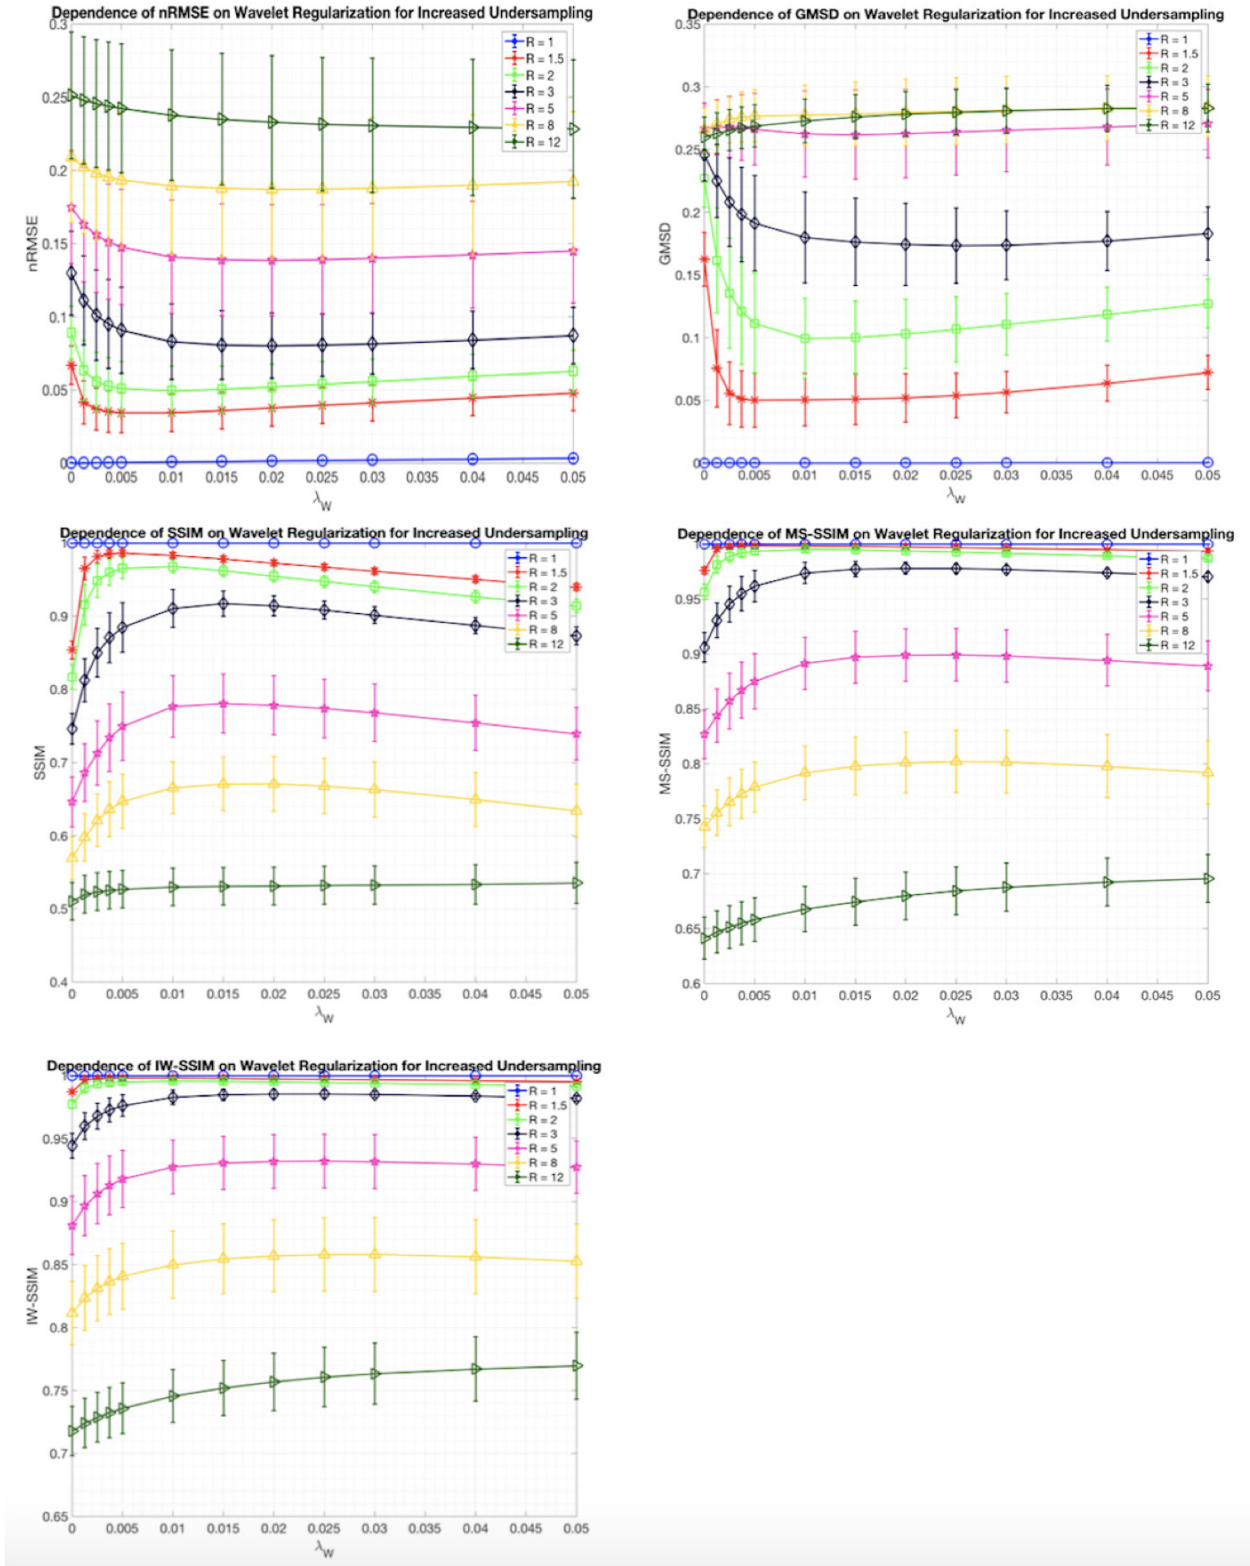 Dependence of nRMSE on Wavelet Regularization for Increased Undersampling
0.3
0.25
0.2
0.15
0.1
0.05
0
nRMSE
R = 1
R = 1.5
R = 2
R = 3
R = 5
R = 8
R = 12
0 0.005 0.01 0.015 0.02 0.025 0.03 0.035 0.04 0.045 0.05
λW
Dependence of GMSD on Wavelet Regularization for Increased Undersampling
0.35
0.3
0.25
0.2
0.15
0.1
0.05
0
GMSD
R = 1
R = 1.5
R = 2
R = 3
R = 5
R = 8
R = 12
0 0.005 0.01 0.015 0.02 0.025 0.03 0.035 0.04 0.045 0.05
λW
Dependence of SSIM on Wavelet Regularization for Increased Undersampling
1
0.9
0.8
0.7
0.6
0.5
0.4
SSIM
R = 1
R = 1.5
R = 2
R = 3
R = 5
R = 8
R = 12
0 0.005 0.01 0.015 0.02 0.025 0.03 0.035 0.04 0.045 0.05
λW
Dependence of MS-SSIM on Wavelet Regularization for Increased Undersampling
1
0.95
0.9
0.85
0.8
0.75
0.7
0.65
0.6
MS-SSIM
R = 1
R = 1.5
R = 2
R = 3
R = 5
R = 8
R = 12
0 0.005 0.01 0.015 0.02 0.025 0.03 0.035 0.04 0.045 0.05
λW
Dependence of IW-SSIM on Wavelet Regularization for Increased Undersampling
1
0.95
0.9
0.85
0.8
0.75
0.7
0.65
IW-SSIM
R = 1
R = 1.5
R = 2
R = 3
R = 5
R = 8
R = 12
0 0.005 0.01 0.015 0.02 0.025 0.03 0.035 0.04 0.045 0.05
λW